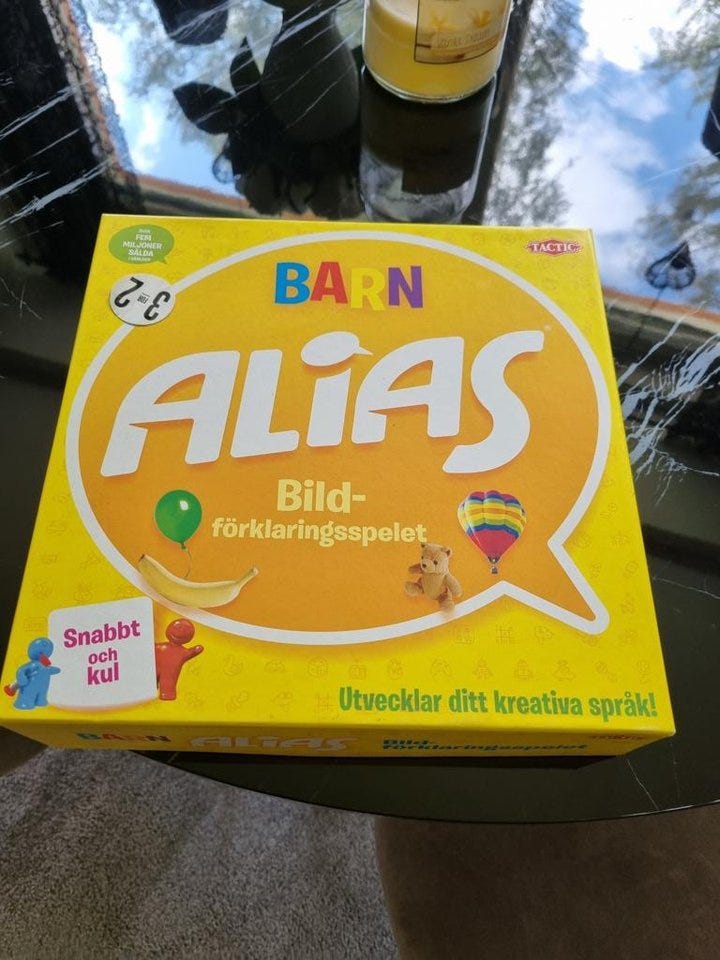 över
FEM
MILJONER
SÅLDA
TACTIC
3 FÖR 2
BARN
ALiAS
Bild-
förklaringsspelet
Snabbt
och
kul
Utvecklar ditt kreativa språk!
BARN ALiAS Bild-
förklaringsspelet